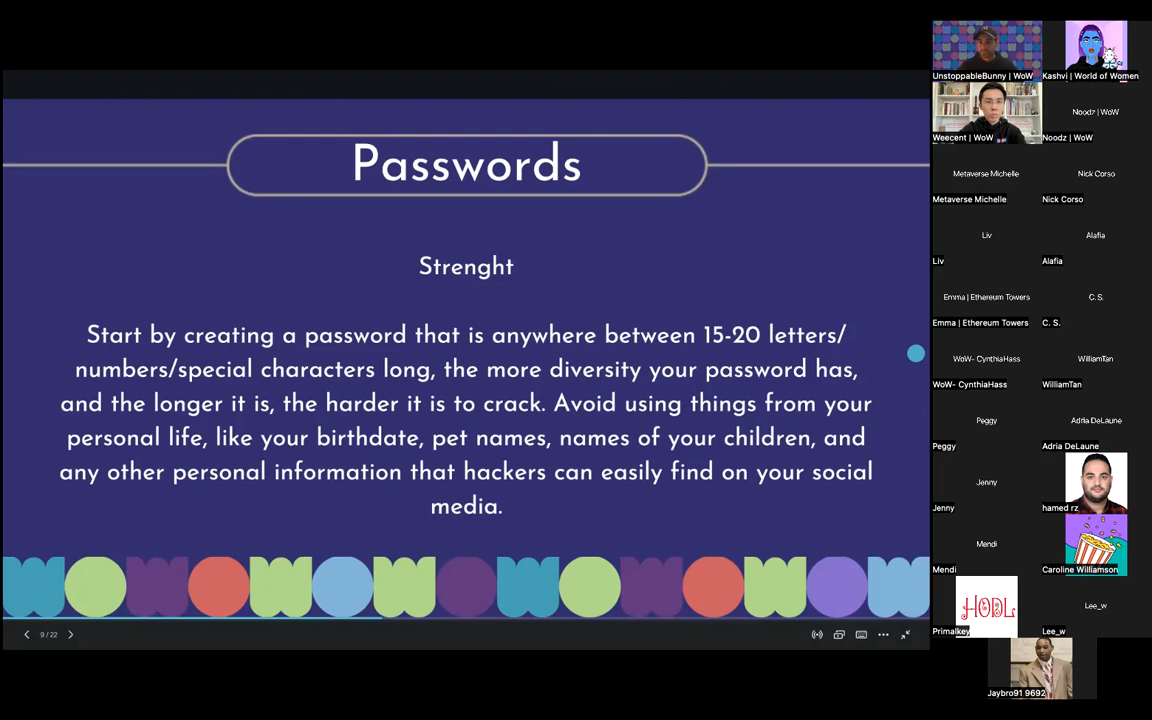 Passwords
Strenght
Start by creating a password that is anywhere between 15-20 letters/
numbers/special characters long, the more diversity your password has,
and the longer it is, the harder it is to crack. Avoid using things from your
personal life, like your birthdate, pet names, names of your children, and
any other personal information that hackers can easily find on your social
media.
9 / 22
UnstoppableBunny | WoW
Kashvi | World of Women
Weecent | WoW
Noodz | WoW
Noodz | WoW
Metaverse Michelle
Nick Corso
Metaverse Michelle
Nick Corso
Liv
Alafia
Liv
Alafia
Emma | Ethereum Towers
C. S.
Emma | Ethereum Towers
C. S.
WoW- CynthiaHass
WilliamTan
WoW- CynthiaHass
WilliamTan
Peggy
Adria DeLaune
Peggy
Adria DeLaune
Jenny
Jenny
hamed rz
Mendi
Mendi
Caroline Williamson
HODL
Primalkey
Lee_w
Lee_w
Jaybro91 9692